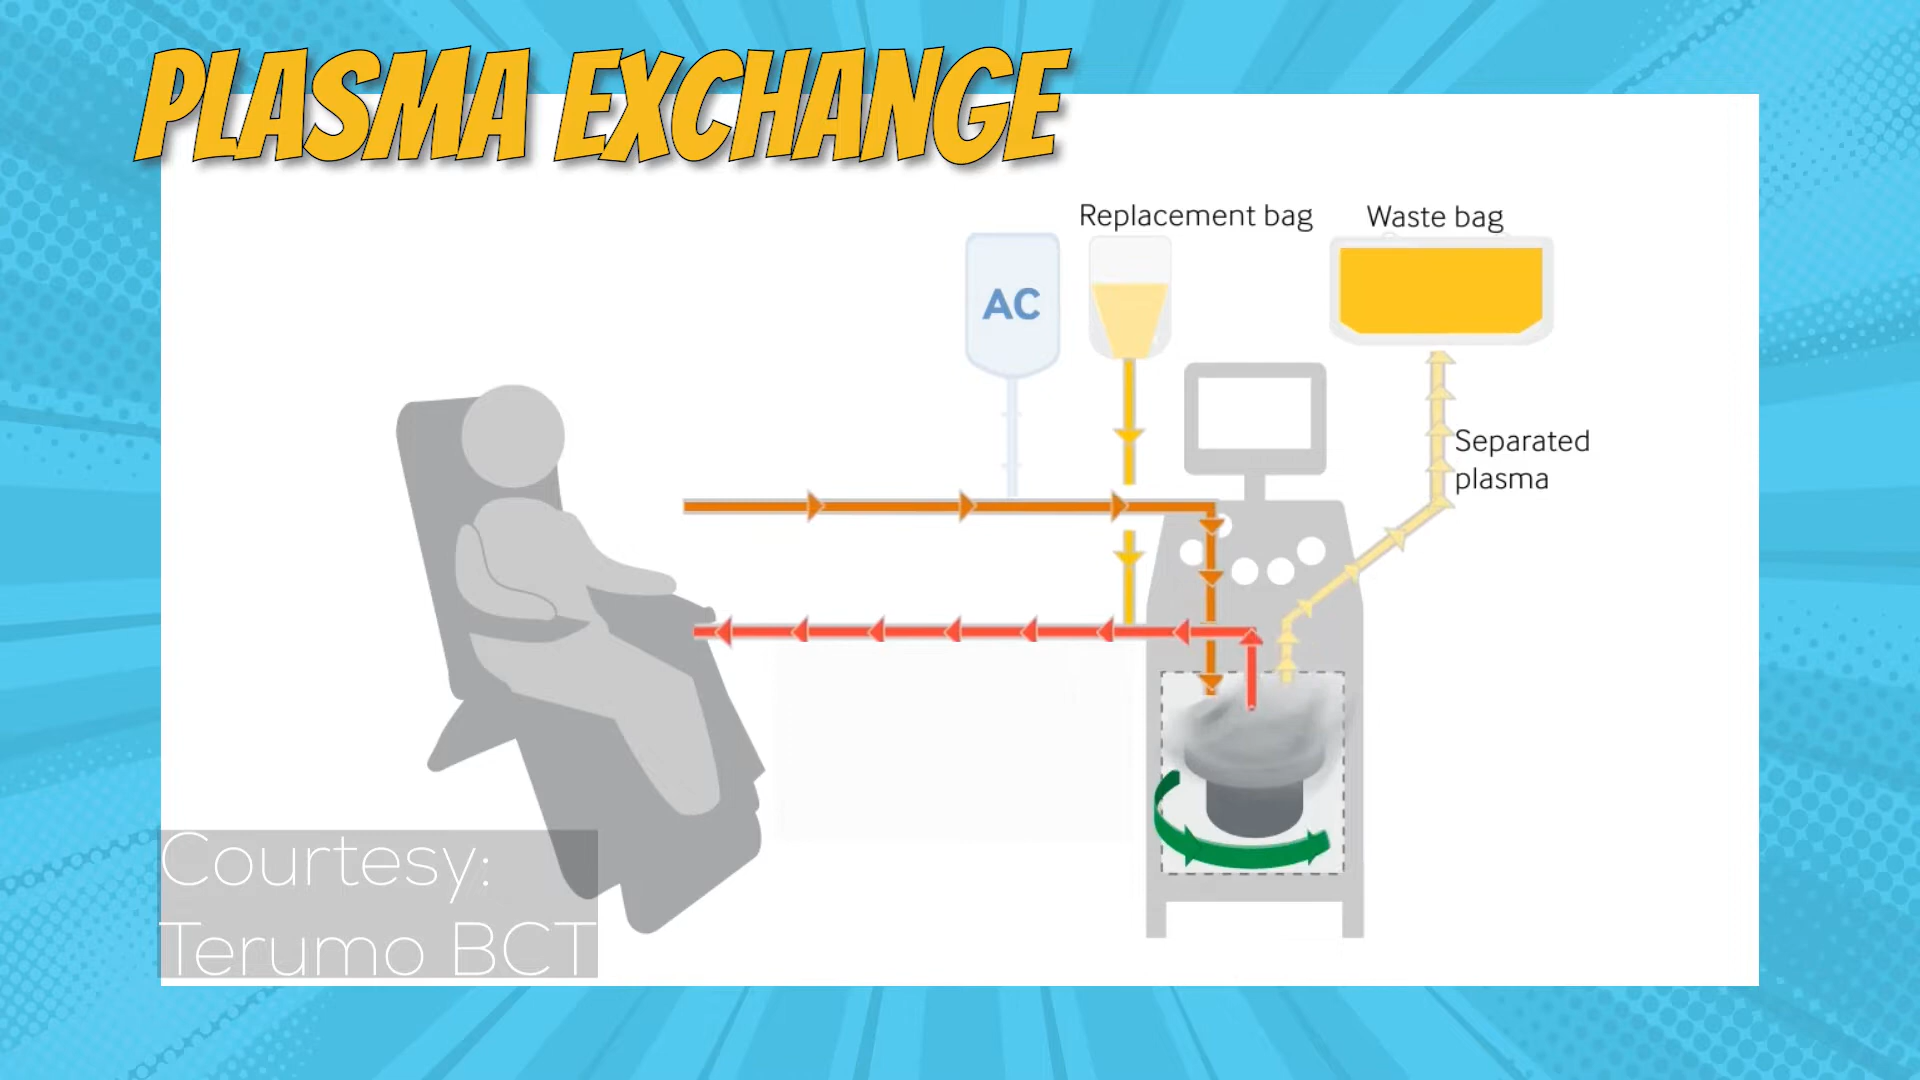 PLASMA EXCHANGE
Replacement bag
Waste bag
AC
Separated
plasma
Courtesy:
Terumo BCT